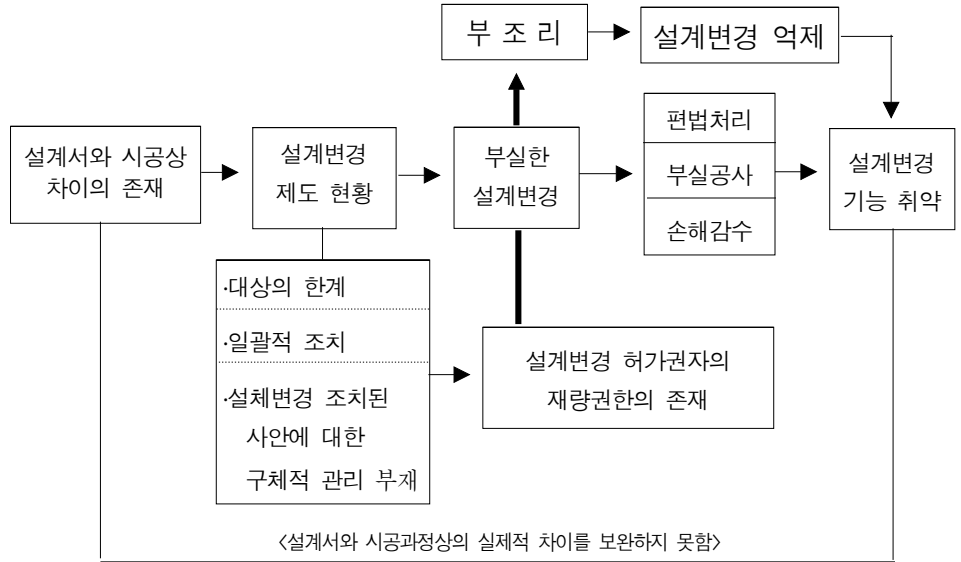 부 조 리
설계변경 억제
설계서와 시공상
차이의 존재
설계변경
제도 현황
부실한
설계변경
편법처리
부실공사
손해감수
설계변경
기능 취약
·대상의 한계
·일괄적 조치
·설체변경 조치된
사안에 대한
구체적 관리 부재
설계변경 허가권자의
재량권한의 존재
<설계서와 시공과정상의 실제적 차이를 보완하지 못함>